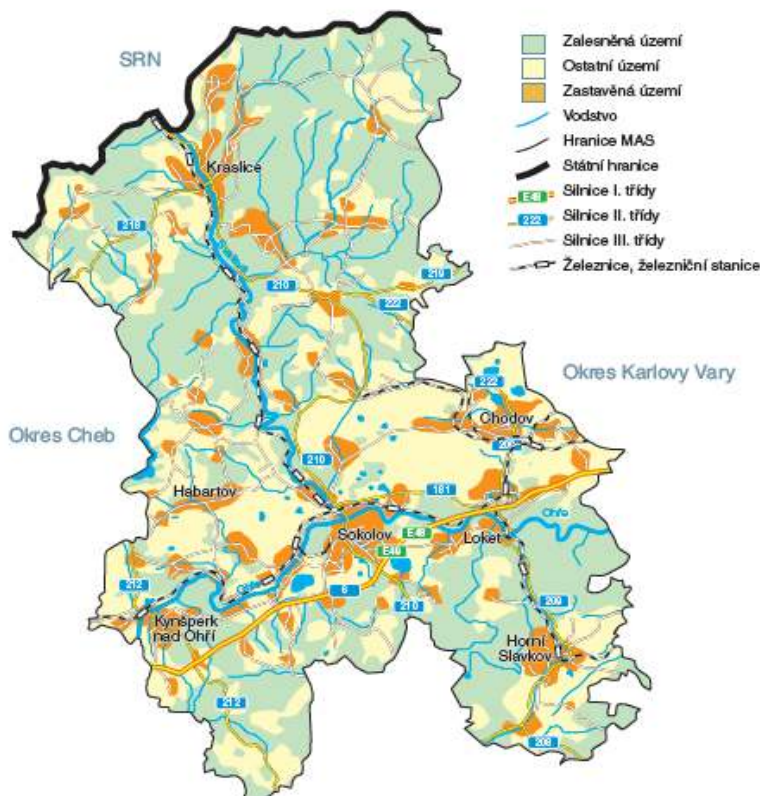 SRN
Zalesněná území
Ostatní území
Zastavěná území
Vodstvo
Hranice MAS
Státní hranice
E48
Silnice I. třídy
222
Silnice II. třídy
Silnice III. třídy
Železnice, železniční stanice
Kraslice
218
219
210
222
Okres Karlovy Vary
222
Okres Cheb
Chodov
210
Habartov
181
Sokolov
E48
Loket
Ohře
E49
212
Ohře
6
210
209
Kynšperk
nad Ohří
Horní
Slavkov
212
208